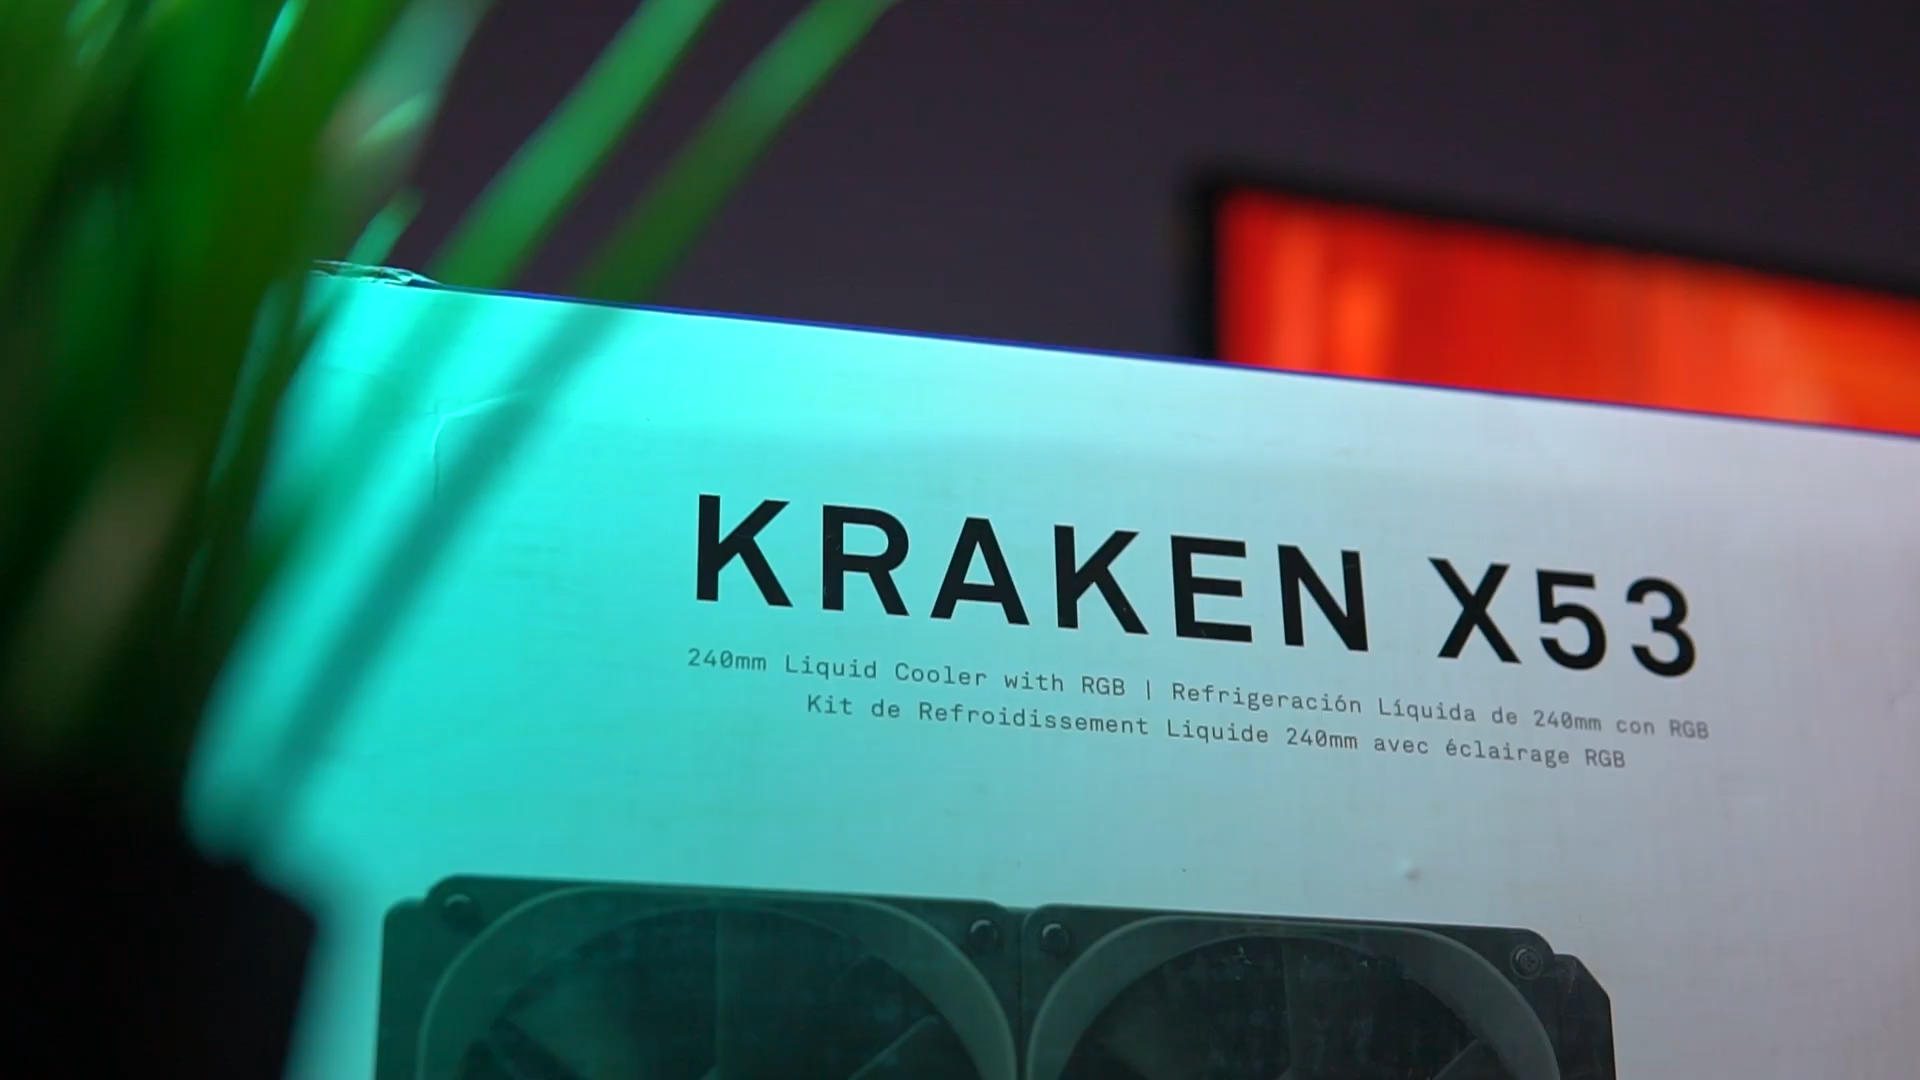 KRAKEN X53
240mm Liquid Cooler with RGB | Refrigeración Líquida de 240mm con RGB
Kit de Refroidissement Liquide 240mm avec éclairage RGB